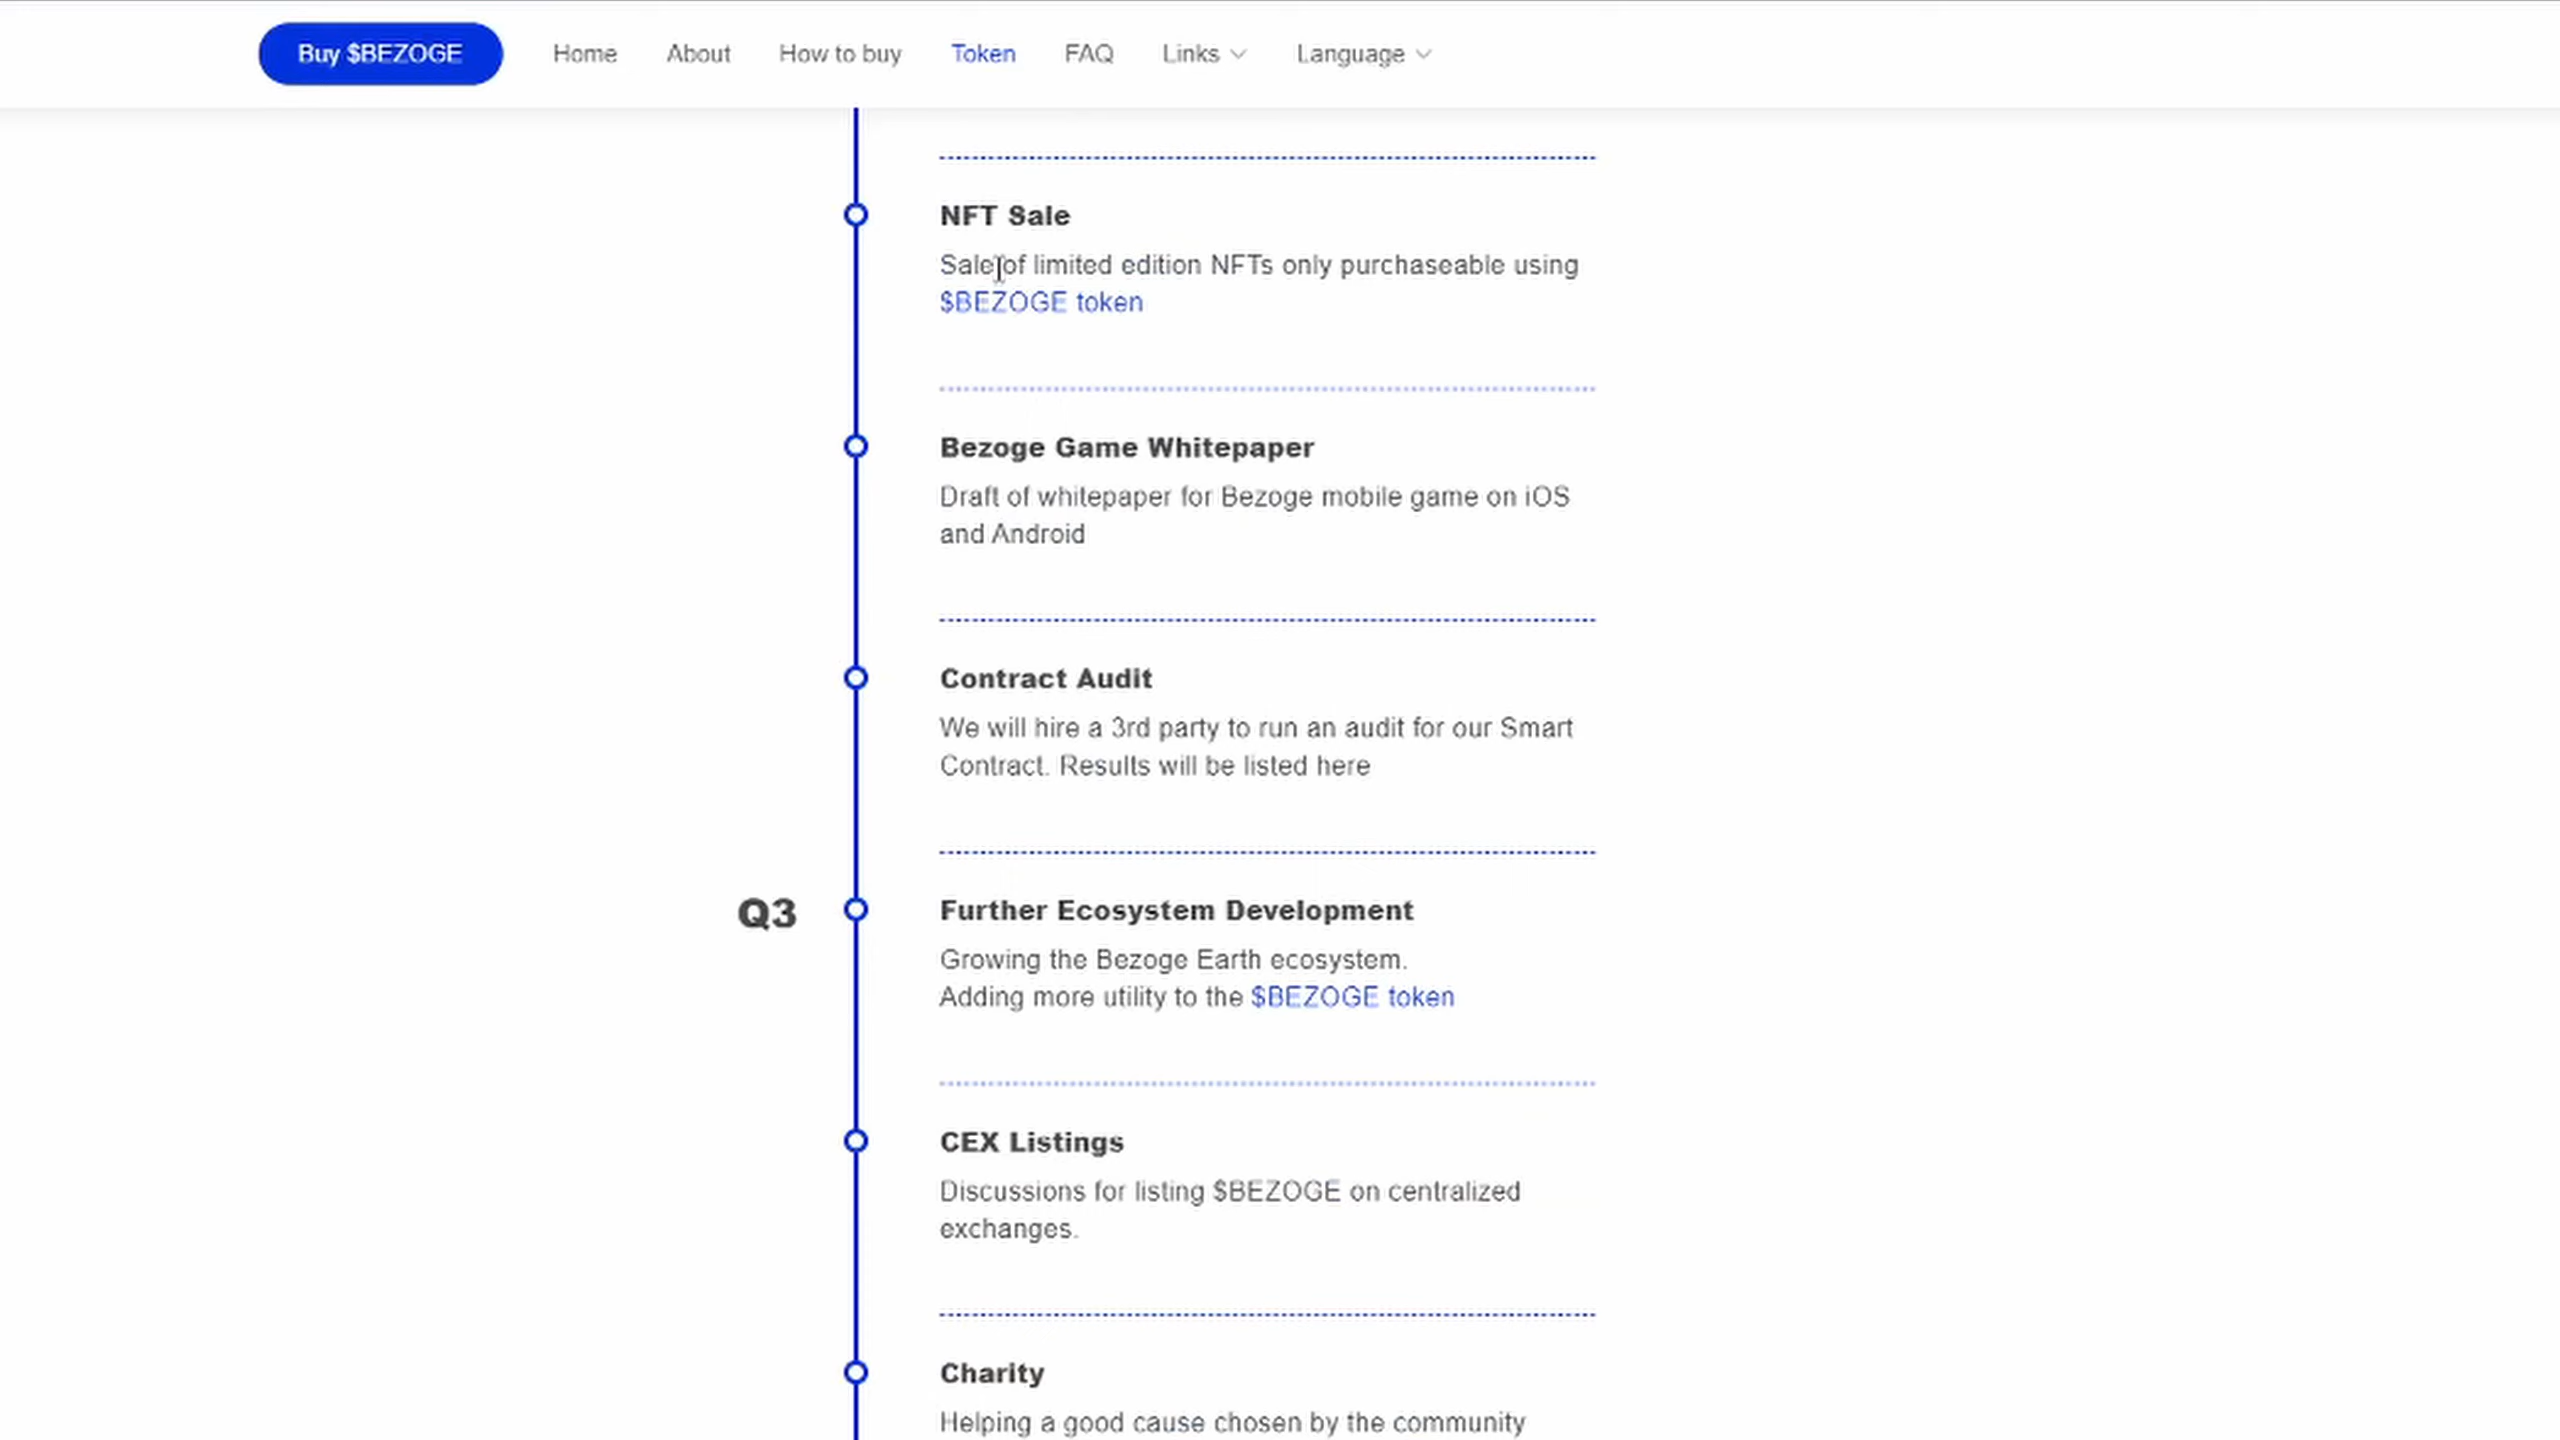 Buy $BEZOGE Home About How to buy Token FAQ Links Language
NFT Sale
Sale of limited edition NFTs only purchaseable using
$BEZOGE token
Bezoge Game Whitepaper
Draft of whitepaper for Bezoge mobile game on iOS
and Android
Contract Audit
We will hire a 3rd party to run an audit for our Smart
Contract. Results will be listed here
Q3
Further Ecosystem Development
Growing the Bezoge Earth ecosystem.
Adding more utility to the $BEZOGE token
CEX Listings
Discussions for listing $BEZOGE on centralized
exchanges.
Charity
Helping a good cause chosen by the community